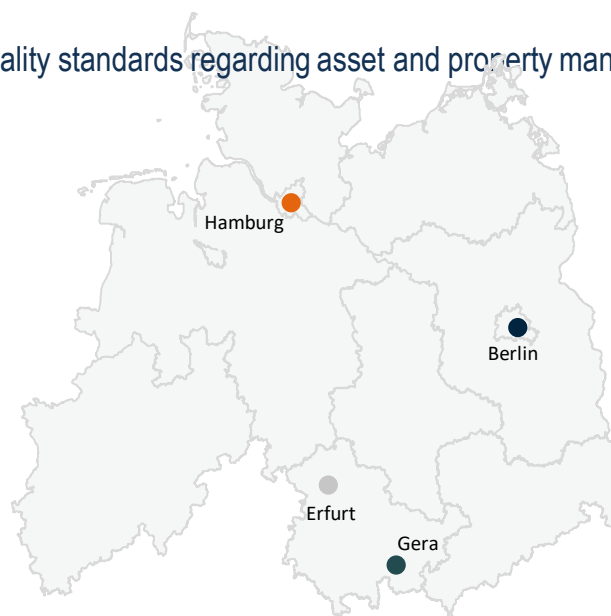 ality standards regarding asset and property man
Hamburg
Berlin
Erfurt
Gera